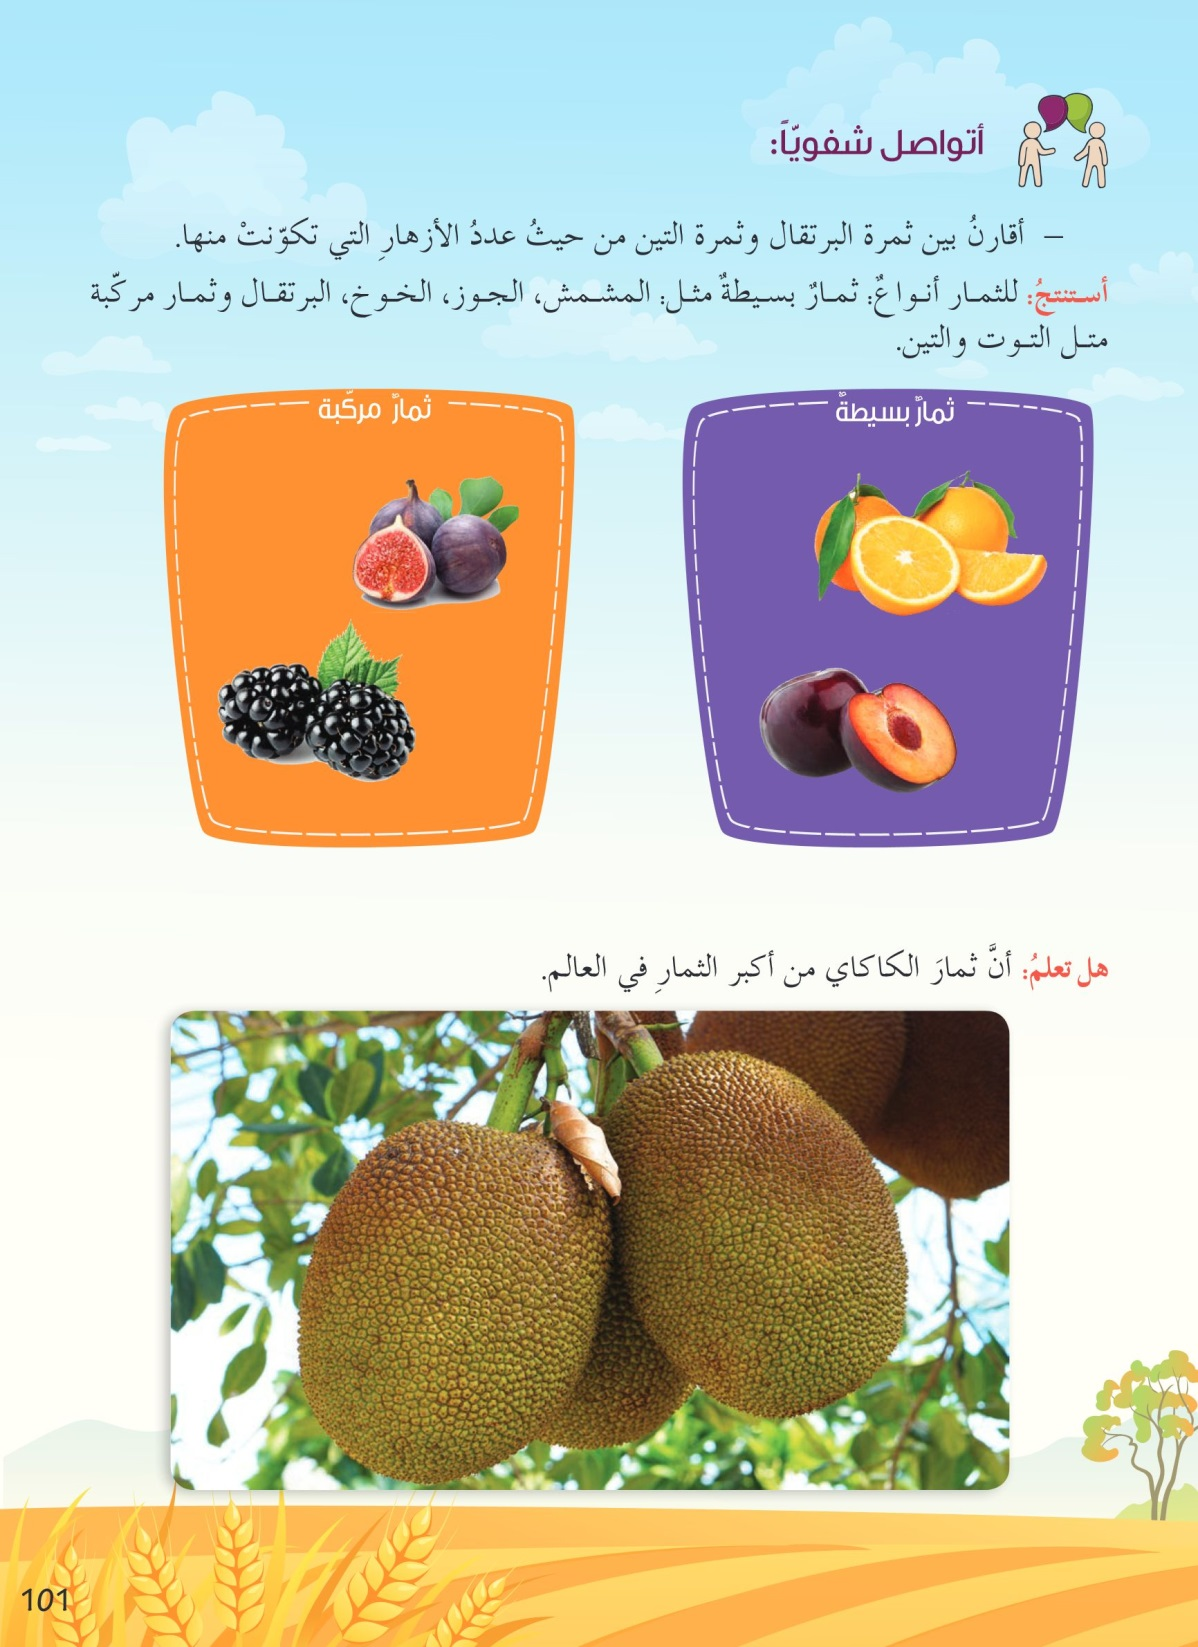 أتواصل شفويّاً:
– أقارنُ بين ثمرة البرتقال وثمرة التين من حيثُ عددُ الأزهارِ التي تكوّنتْ منها.
أستنتجُ: للثمار أنواعٌ: ثمارٌ بسيطةٌ مثل: المشمش، الجوز، الخوخ، البرتقال وثمار مركّبة
متل التوت والتين.
ثمارٌ بسيطةٌ
ثمارٌ مركّبة
هل تعلمُ: أنَّ ثمارَ الكاكاي من أكبر الثمارِ في العالم.
101